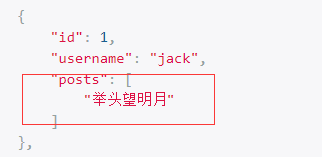 {
"id": 1,
"username": "jack",
"posts": [
"举头望明月"
]
},